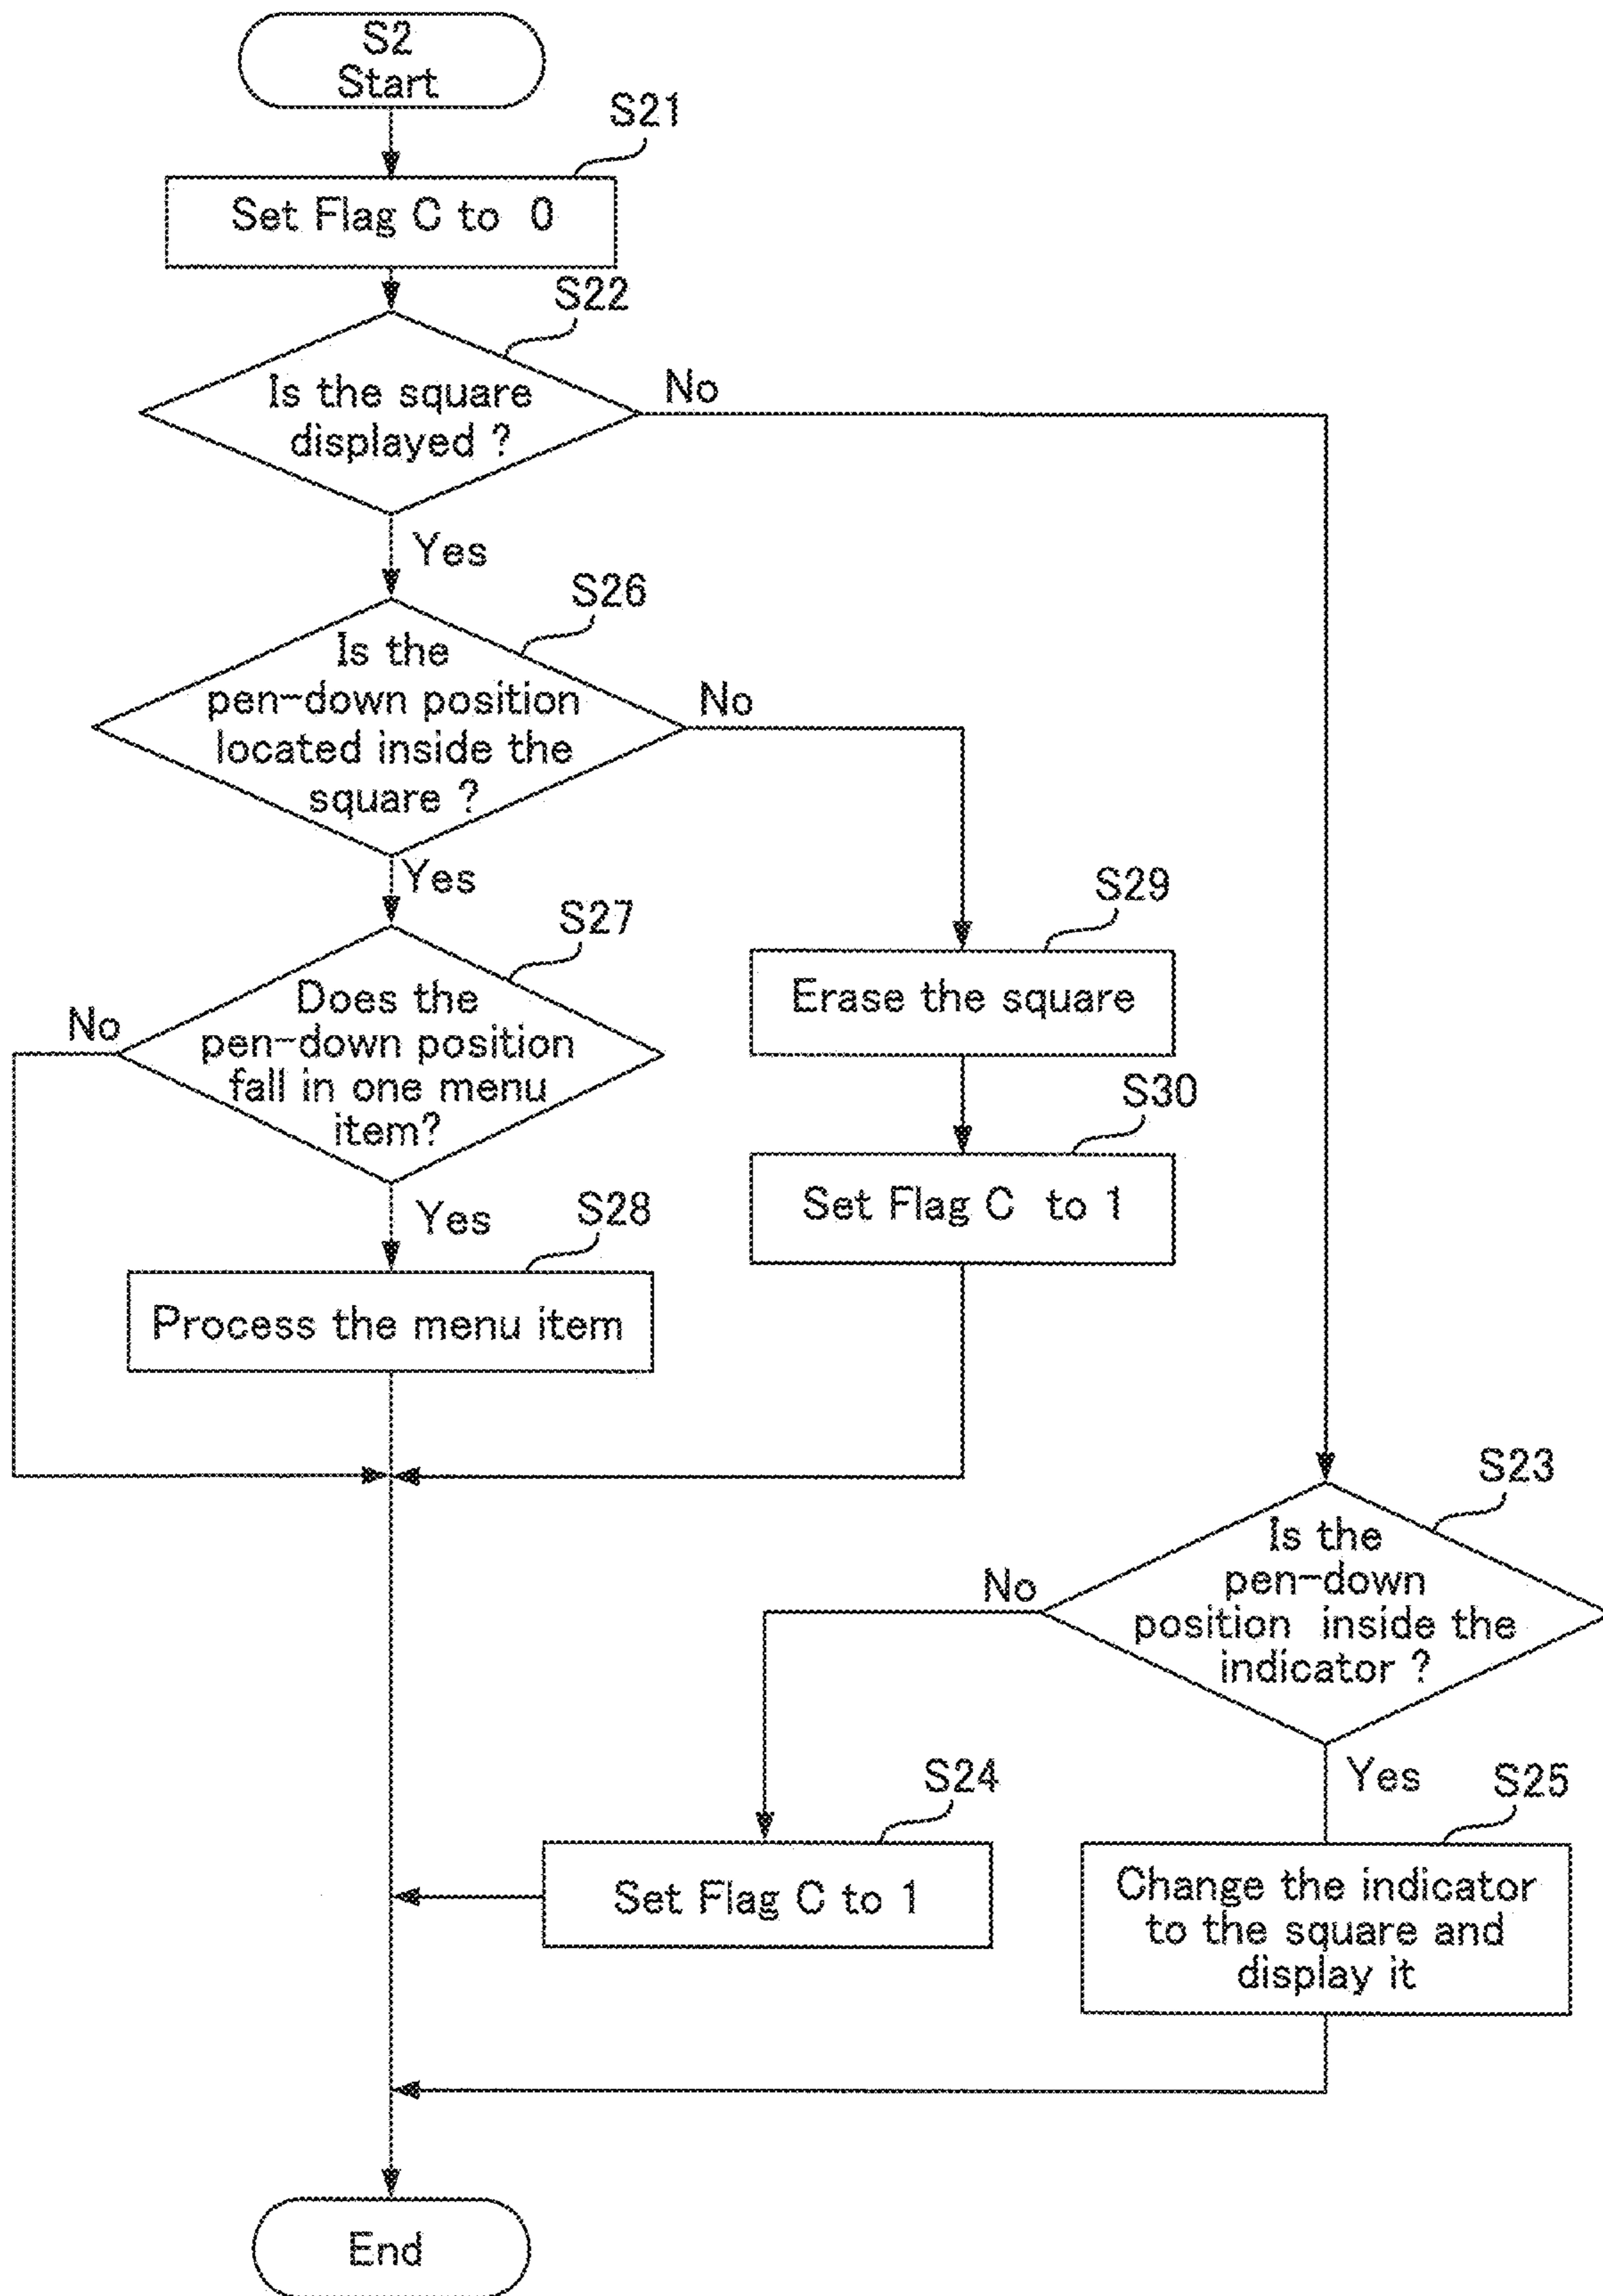 S2
Start
S21
Set Flag C to 0
S22
Is the square
displayed ?
No
Yes
S26
Is the
pen-down position
located inside the
square ?
No
Yes
S27
Does the
pen-down position
fall in one menu
item?
No
Yes
S28
Process the menu item
S29
Erase the square
S30
Set Flag C to 1
S23
Is the
pen-down
position inside the
indicator ?
No
Yes
S24
Set Flag C to 1
S25
Change the indicator
to the square and
display it
End